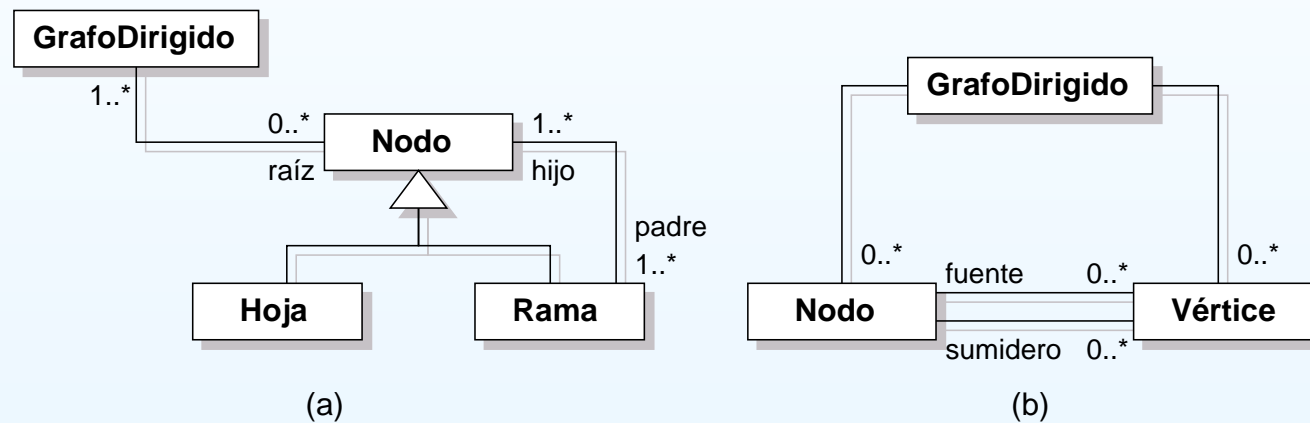 GrafoDirigido
1..*
0..*
Nodo
1..*
raíz
hijo
padre
1..*
Hoja
Rama
(a)
GrafoDirigido
0..*
0..*
fuente
0..*
Nodo
Vértice
sumidero
0..*
(b)